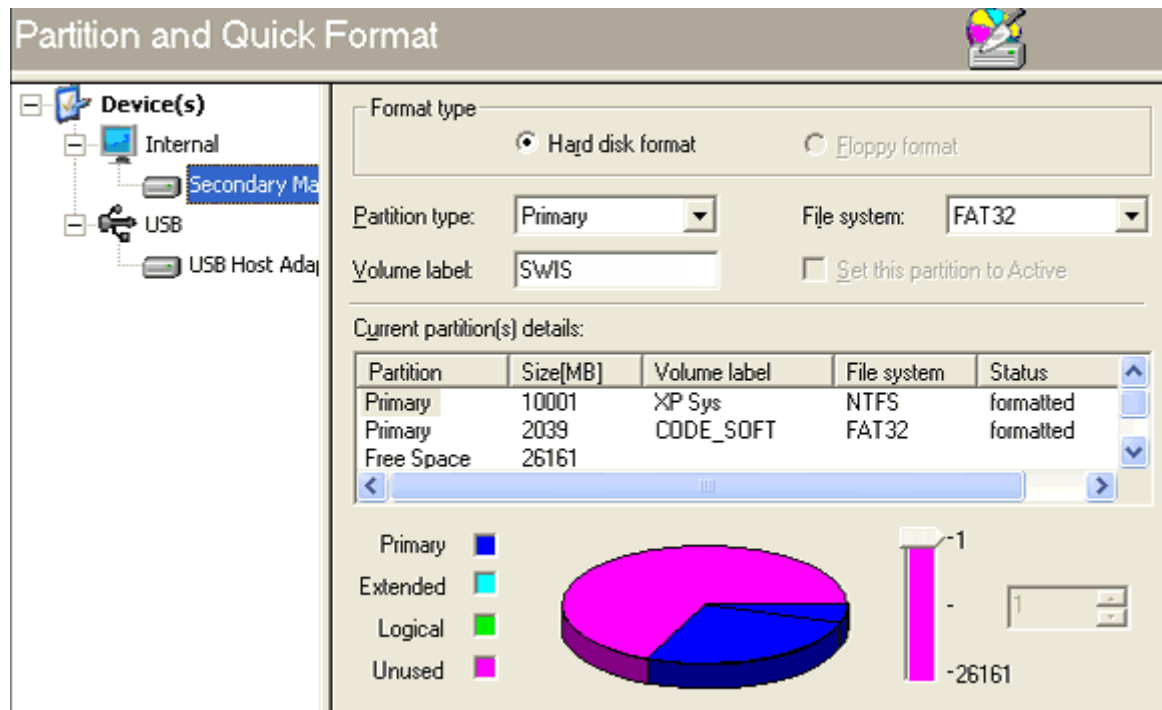 Partition and Quick Format
Device(s)
Internal
Secondary Ma
USB
USB Host Ada
Format type
Hard disk format
Floppy format
Partition type: Primary File system: FAT32
Volume label: SWIS Set this partition to Active
Current partition(s) details:
Partition Size[MB] Volume label File system Status
Primary 10001 XP Sys NTFS formatted
Primary 2039 CODE_SOFT FAT32 formatted
Free Space 26161
Primary
Extended
Logical
Unused
-1
-
-26161
1